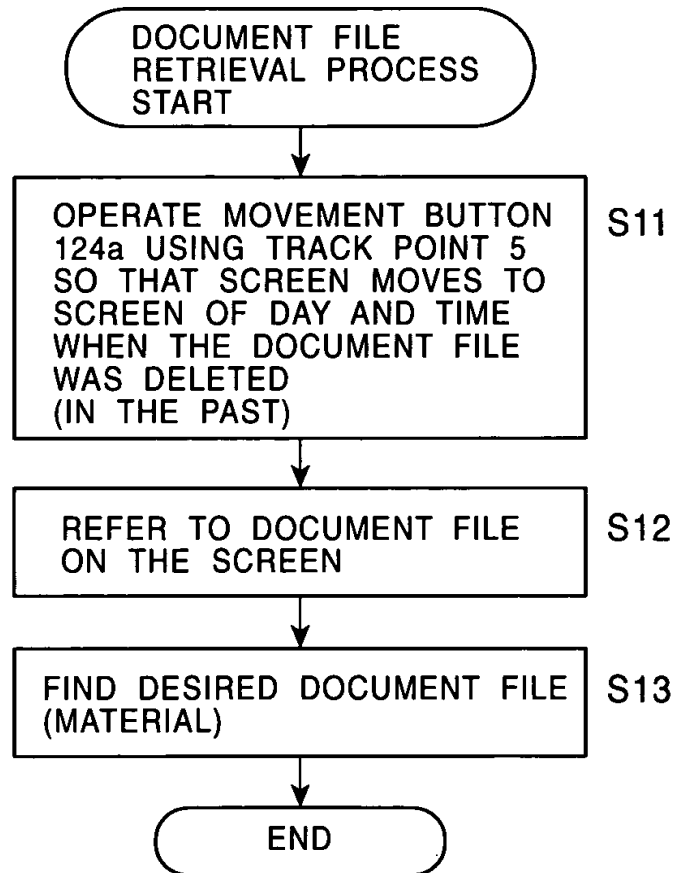 DOCUMENT FILE
RETRIEVAL PROCESS
START
OPERATE MOVEMENT BUTTON
124a USING TRACK POINT 5
SO THAT SCREEN MOVES TO
SCREEN OF DAY AND TIME
WHEN THE DOCUMENT FILE
WAS DELETED
(IN THE PAST)
S11
REFER TO DOCUMENT FILE
ON THE SCREEN
S12
FIND DESIRED DOCUMENT FILE
(MATERIAL)
S13
END